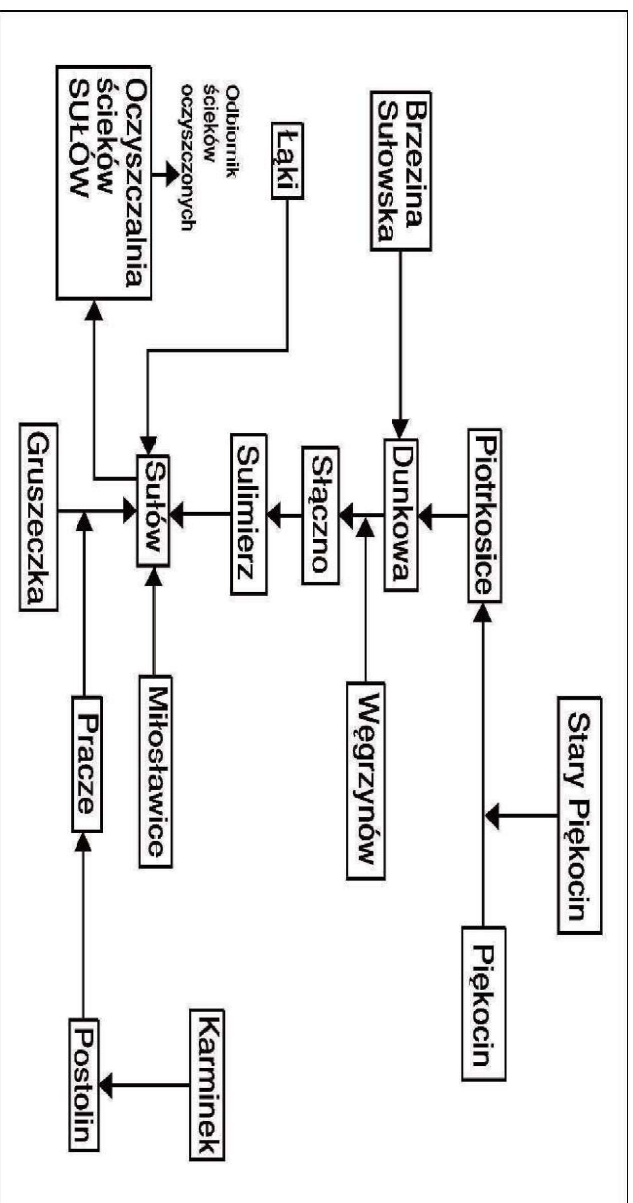 Stary Piękocin
Piotrkosice
Piękocin
Brzezina
Sułowska
Dunkowa
Węgrzynów
Słączno
Łąki
Sulimierz
Odbiornik
ścieków
oczyszczonych
Karminek
Sułów
Miłosławice
Oczyszczalnia
ścieków
SUŁÓW
Pracze
Postolin
Gruszeczka